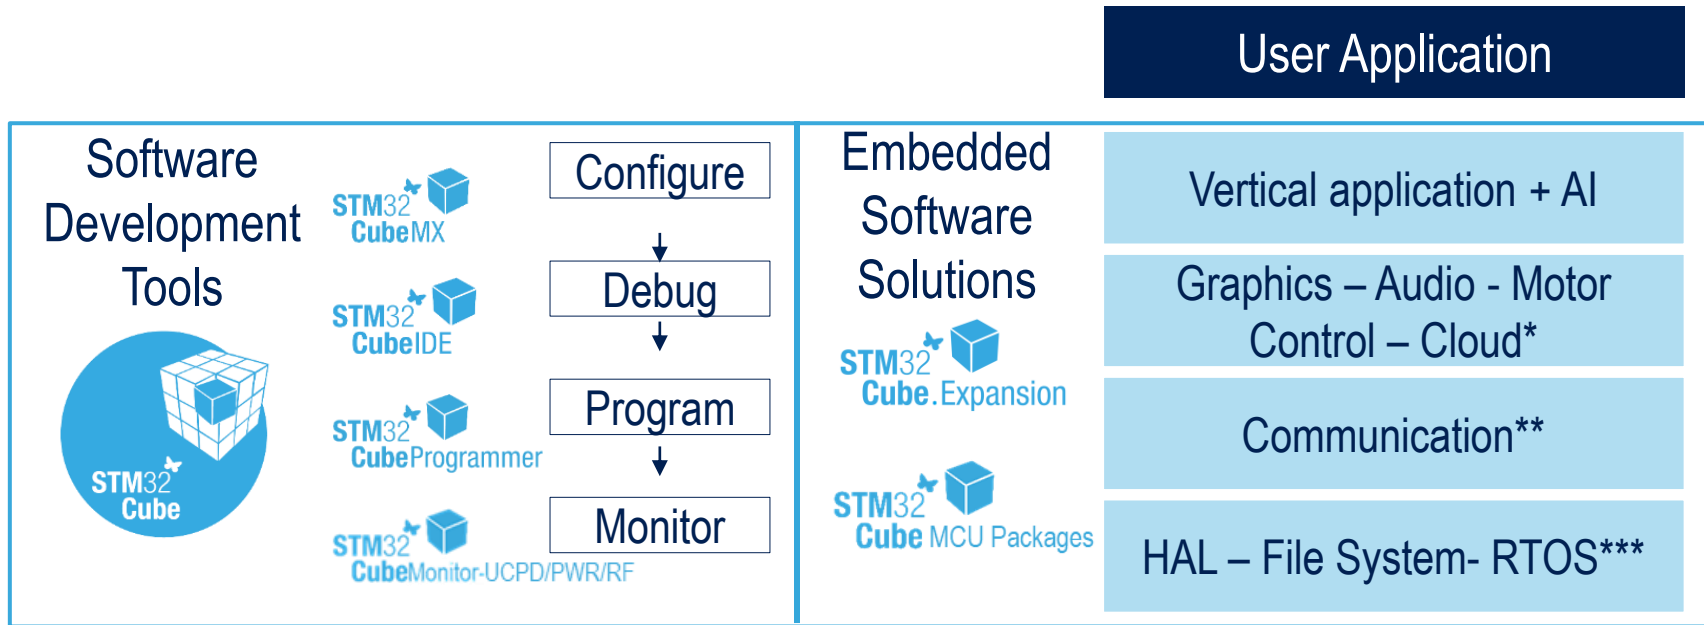 User Application
Software
Development
Tools
STM32
Cube
STM32
CubeMX
Configure
STM32
CubeIDE
Debug
STM32
CubeProgrammer
Program
STM32
CubeMonitor-UCPD/PWR/RF
Monitor
Embedded
Software
Solutions
STM32
Cube.Expansion
STM32
Cube MCU Packages
Vertical application + AI
Graphics – Audio - Motor
Control – Cloud*
Communication**
HAL – File System- RTOS***